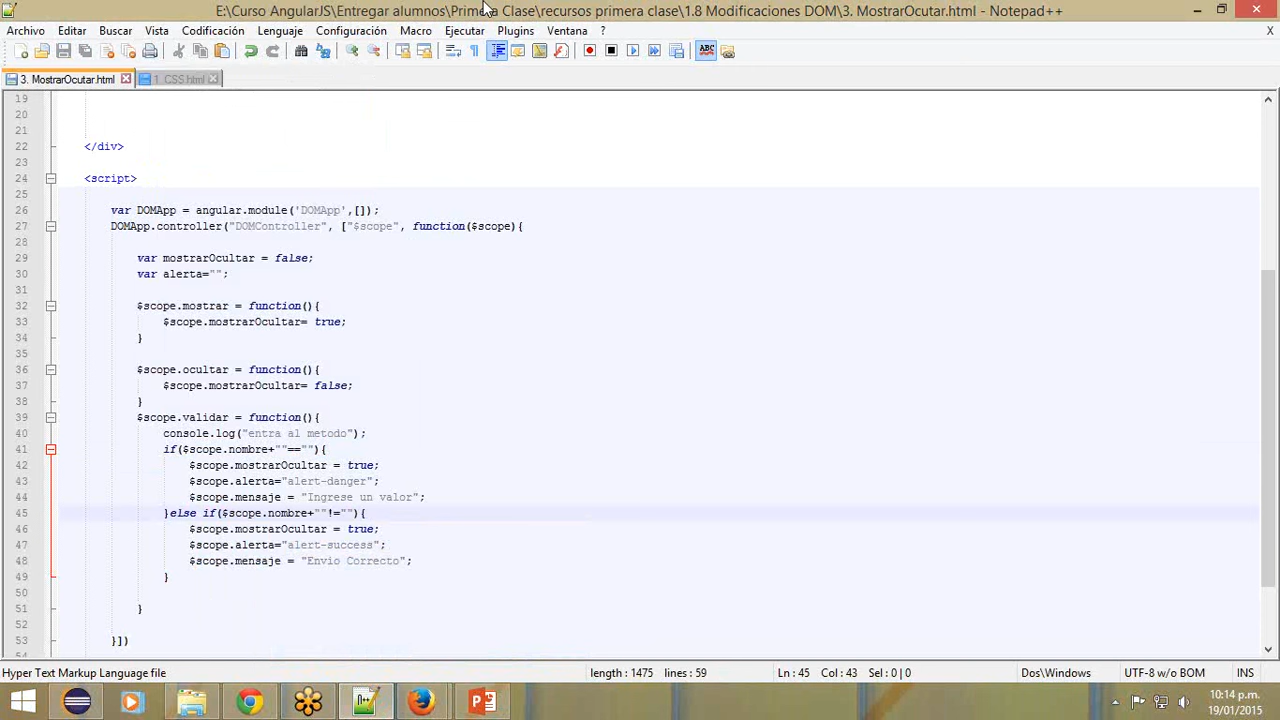 E:\Curso AngularJS\Entregar alumnos\Primera Clase\recursos primera clase\1.8 Modificaciones DOM\3. MostrarOcutar.html - Notepad++
Archivo Editar Buscar Vista Codificación Lenguaje Configuración Macro Ejecutar Plugins Ventana ? X
3. MostrarOcutar.html 1. CSS.html
19
20
21
22 </div>
23
24 <script>
25
26 var DOMApp = angular.module('DOMApp',[]);
27 DOMApp.controller("DOMController", ["$scope", function($scope){
28
29 var mostrarOcultar = false;
30 var alerta="";
31
32 $scope.mostrar = function(){
33 $scope.mostrarOcultar= true;
34 }
35
36 $scope.ocultar = function(){
37 $scope.mostrarOcultar= false;
38 }
39 $scope.validar = function(){
40 console.log("entra al metodo");
41 if($scope.nombre+""==""){
42 $scope.mostrarOcultar = true;
43 $scope.alerta="alert-danger";
44 $scope.mensaje = "Ingrese un valor";
45 }else if($scope.nombre+""!=""){
46 $scope.mostrarOcultar = true;
47 $scope.alerta="alert-success";
48 $scope.mensaje = "Envio Correcto";
49 }
50
51 }
52
53 }])
54
Hyper Text Markup Language file length : 1475 lines : 59 Ln : 45 Col : 43 Sel : 0 | 0 Dos\Windows UTF-8 w/o BOM INS
10:14 p.m.
19/01/2015